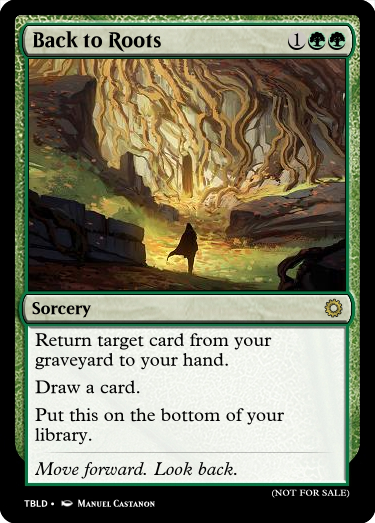 Back to Roots 1
Sorcery
Return target card from your
graveyard to your hand.
Draw a card.
Put this on the bottom of your
library.
Move forward. Look back.
(NOT FOR SALE)
TBLD • Manuel Castanon